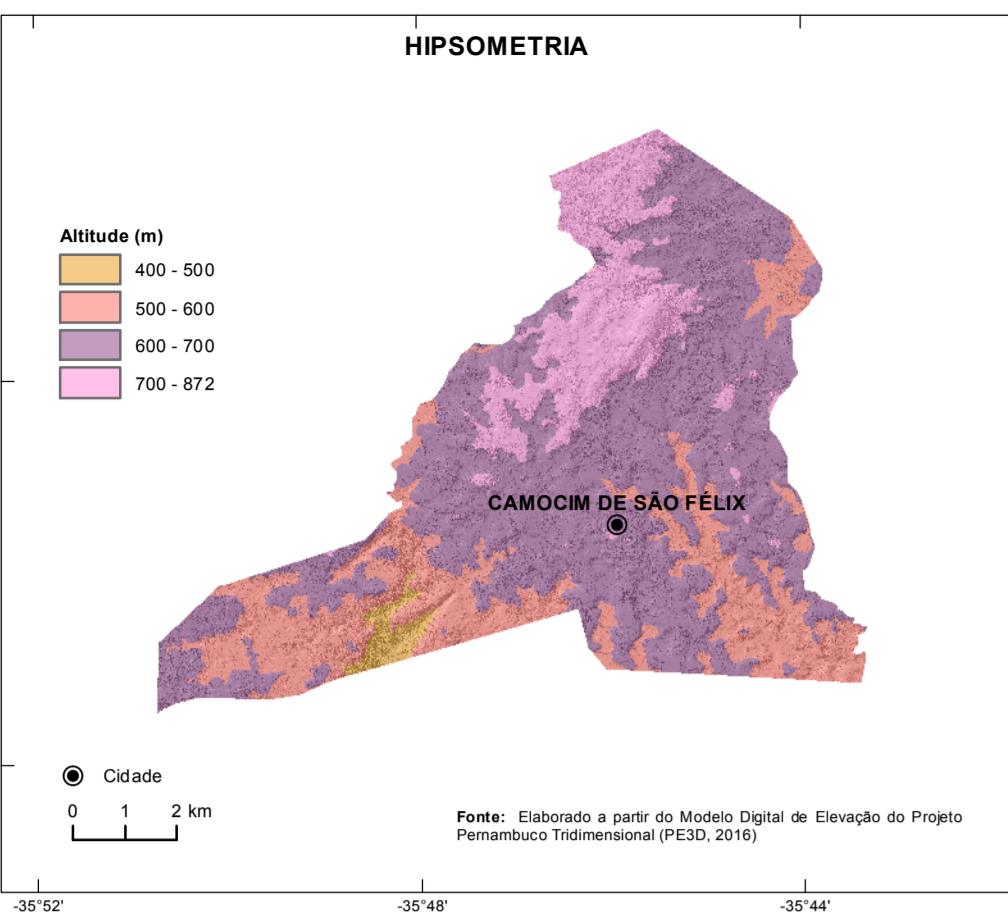 HIPSOMETRIA
Altitude (m)
400 - 500
500 - 600
600 - 700
700 - 872
CAMOCIM DE SÃO FÉLIX
Cidade
0 1 2 km
Fonte: Elaborado a partir do Modelo Digital de Elevação do Projeto
Pernambuco Tridimensional (PE3D, 2016)
-35°52' -35°48' -35°44'